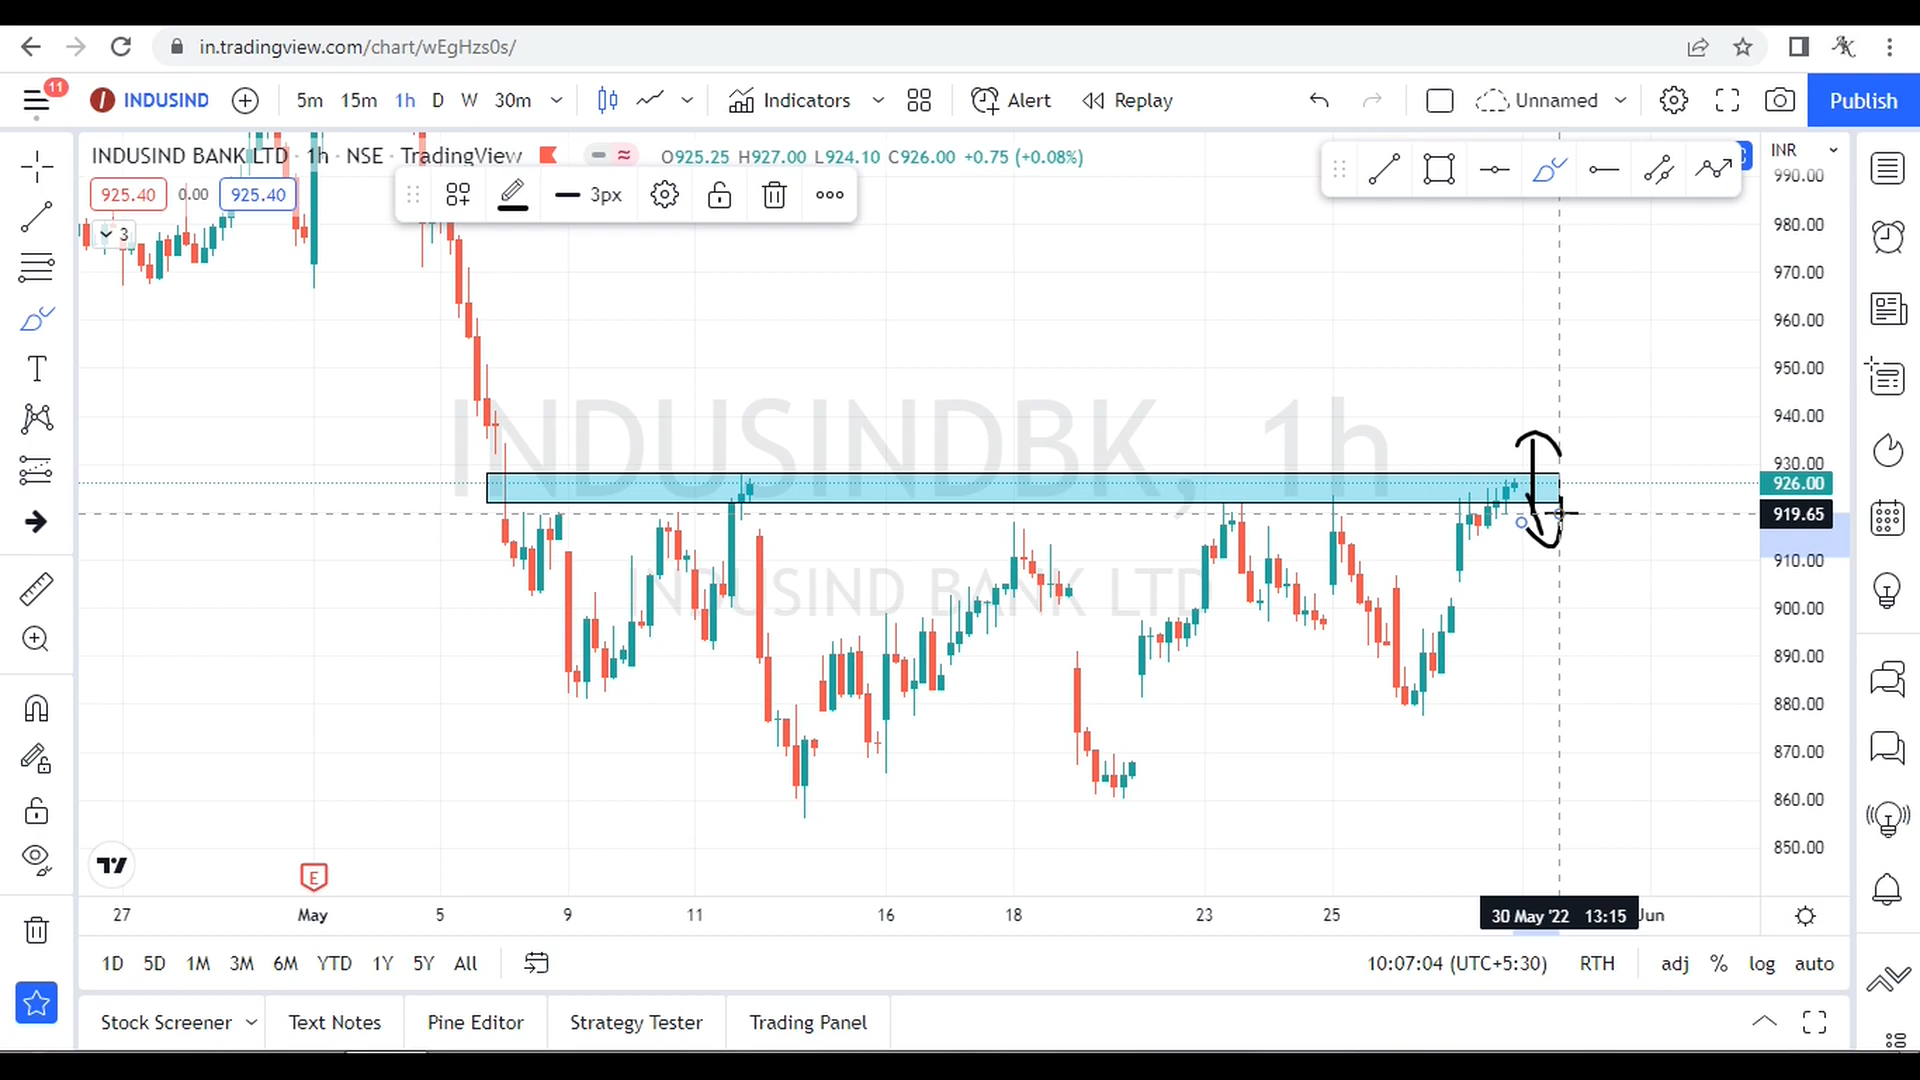 in.tradingview.com/chart/wEgHzs0s/
11
INDUSIND
5m 15m 1h D W 30m
Indicators
Alert
Replay
Unnamed
Publish
INDUSIND BANK LTD · 1h · NSE · TradingView
O925.25 H927.00 L924.10 C926.00 +0.75 (+0.08%)
INR
925.40 0.00 925.40
3px
3
990.00
980.00
970.00
960.00
950.00
940.00
930.00
926.00
919.65
910.00
900.00
890.00
880.00
870.00
860.00
850.00
INDUSINDBK, 1h
INDUSIND BANK LTD
E
27 May 5 9 11 16 18 23 25 30 May '22 13:15 Jun
1D 5D 1M 3M 6M YTD 1Y 5Y All
10:07:04 (UTC+5:30) RTH adj % log auto
Stock Screener Text Notes Pine Editor Strategy Tester Trading Panel